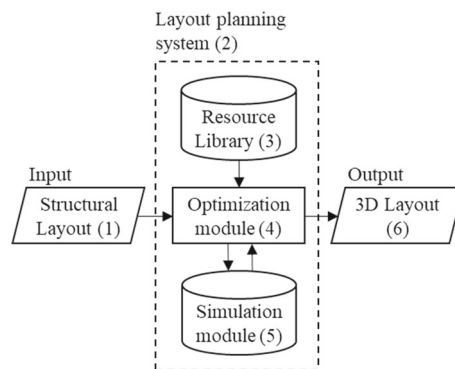 Layout planning
system (2)
Resource
Library (3)
Input
Structural
Layout (1)
Optimization
module (4)
Output
3D Layout
(6)
Simulation
module (5)